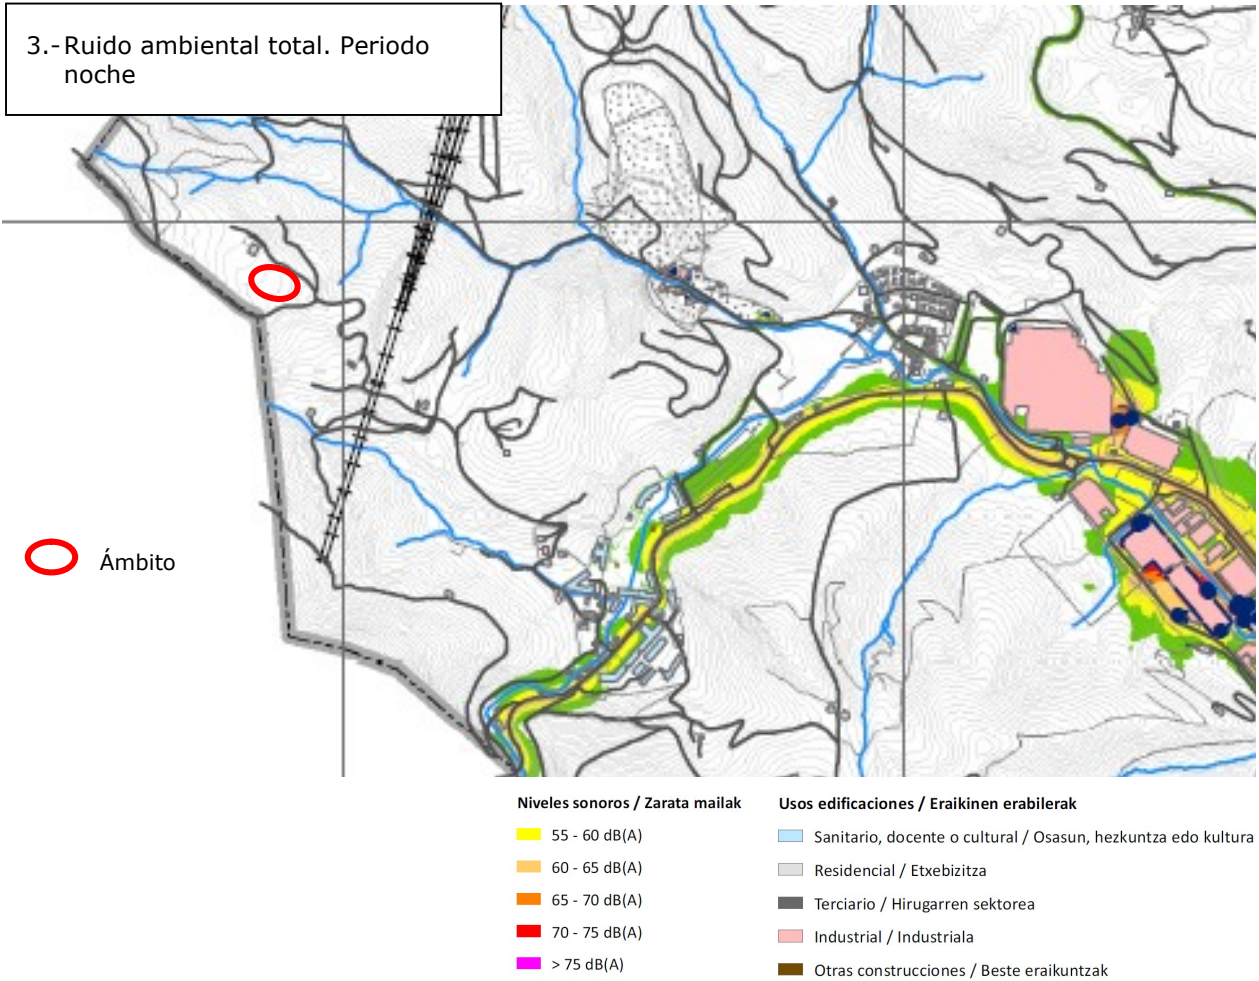 3.- Ruido ambiental total. Periodo
noche
Ámbito
Niveles sonoros / Zarata mailak
55 - 60 dB(A)
60 - 65 dB(A)
65 - 70 dB(A)
70 - 75 dB(A)
> 75 dB(A)
Usos edificaciones / Eraikinen erabilerak
Sanitario, docente o cultural / Osasun, hezkuntza edo kultura
Residencial / Etxebizitza
Terciario / Hirugarren sektorea
Industrial / Industriala
Otras construcciones / Beste eraikuntzak